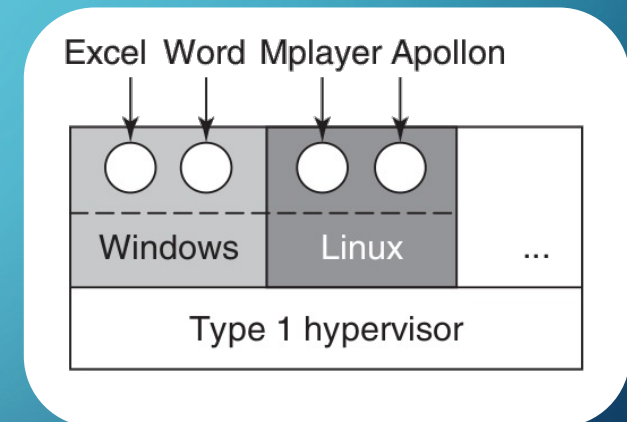 Excel Word Mplayer Apollon
Windows Linux ...
Type 1 hypervisor